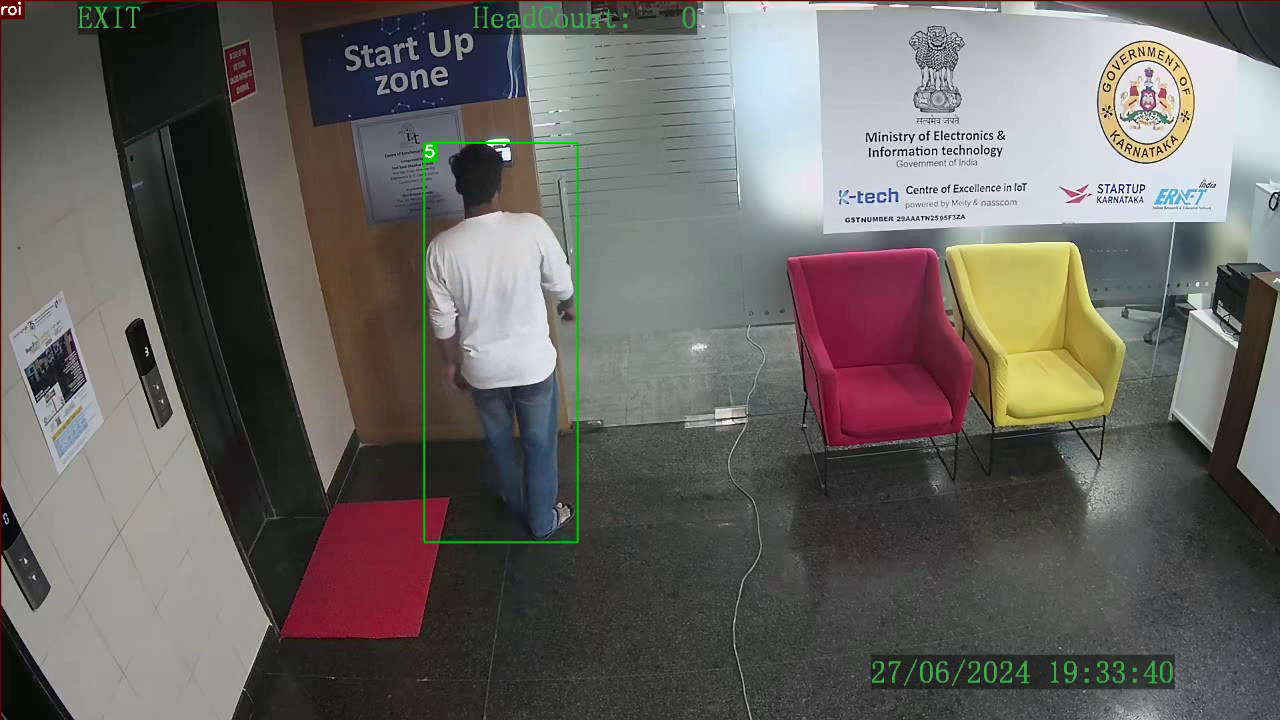 roi
EXIT
HeadCount: 0
Start Up
zone
5
सत्यमेव जयते
Ministry of Electronics &
Information technology
Government of India
K-tech
Centre of Excellence in IoT
powered by Meity & nasscom
GSTNUMBER 29AAATN2595F3ZA
GOVERNMENT OF
KARNATAKA
STARTUP
KARNATAKA
ERNET
India
3
0
27/06/2024 19:33:40